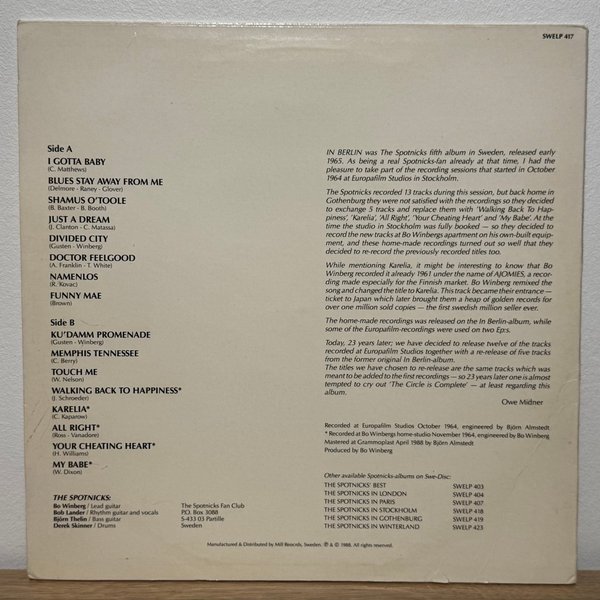 SWELP 417
Side A
I GOTTA BABY
(C. Matthews)
BLUES STAY AWAY FROM ME
(Delmore - Raney - Glover)
SHAMUS O'TOOLE
(B. Baxter - B. Booths)
JUST A DREAM
(J. Clanton - C. Matassa)
DIVIDED CITY
(Gusten - Winberg)
DOCTOR FEELGOOD
(A. Franklin - T. White)
NAMENLOS
(R. Kovac)
FUNNY MAE
(Brown)
Side B
KU'DAMM PROMENADE
(Gusten - Winberg)
MEMPHIS TENNESSEE
(C. Berry)
TOUCH ME
(W. Nelson)
WALKING BACK TO HAPPINESS*
(J. Schroeder)
KARELIA*
(C. Kaparow)
ALL RIGHT*
(Ross - Vanadore)
YOUR CHEATING HEART*
(H. Williams)
MY BABE*
(W. Dixon)
THE SPOTNICKS:
Bo Winberg / Lead guitar
Bob Lander / Rhythm guitar and vocals
Björn Thelin / Bass guitar
Derek Skinner / Drums
The Spotnicks Fan Club
P.O. Box 3088
S-433 03 Partille
Sweden
IN BERLIN was The Spotnicks fifth album in Sweden, released early
1965. As being a real Spotnicks-fan already at that time, I had the
pleasure to take part of the recording sessions that started in October
1964 at Europafilm Studios in Stockholm.
The Spotnicks recorded 13 tracks during this session, but back home in
Gothenburg they were not satisfied with the recordings so they decided
to exchange 5 tracks and replace them with 'Walking Back To Hap-
piness', 'Karelia', 'All Right', 'Your Cheating Heart' and 'My Babe'. At the
time the studio in Stockholm was fully booked — so they decided to
record the new tracks at Bo Winbergs apartment on his own-built equip-
ment, and these home-made recordings turned out so well that they
decided to re-record the previously recorded titles too.
While mentioning Karelia, it might be interesting to know that Bo
Winberg recorded it already 1961 under the name of AJOMIES, a recor-
ding made especially for the Finnish market. Bo Winberg remixed the
song and changed the title to Karelia. This track became their entrance —
ticket to Japan which later brought them a heap of golden records for
over one million sold copies — the first swedish million seller ever.
The home-made recordings was released on the In Berlin-album, while
some of the Europafilm-recordings were used on two Eps.
Today, 23 years later; we have decided to release twelve of the tracks
recorded at Europafilm Studios together with a re-release of five tracks
from the former original In Berlin-album.
The titles we have chosen to re-release are the same tracks which was
meant to be added to the first recordings — so 23 years later one is almost
tempted to cry out 'The Circle is Complete' — at least regarding this
album.
Owe Midner
Recorded at Europafilm Studios October 1964, engineered by Björn Almstedt
* Recorded at Bo Winbergs home-studio November 1964, engineered by Bo Winberg
Mastered at Grammoplast April 1988 by Björn Almstedt
Produced by Bo Winberg
Other available Spotnicks-albums on Swe-Disc:
THE SPOTNICKS' BEST SWELP 403
THE SPOTNICKS IN LONDON SWELP 404
THE SPOTNICKS IN PARIS SWELP 407
THE SPOTNICKS IN STOCKHOLM SWELP 418
THE SPOTNICKS IN GOTHENBURG SWELP 419
THE SPOTNICKS IN WINTERLAND SWELP 423
Manufactured & Distributed by Mill Records, Sweden. ℗ & © 1988. All rights reserved.